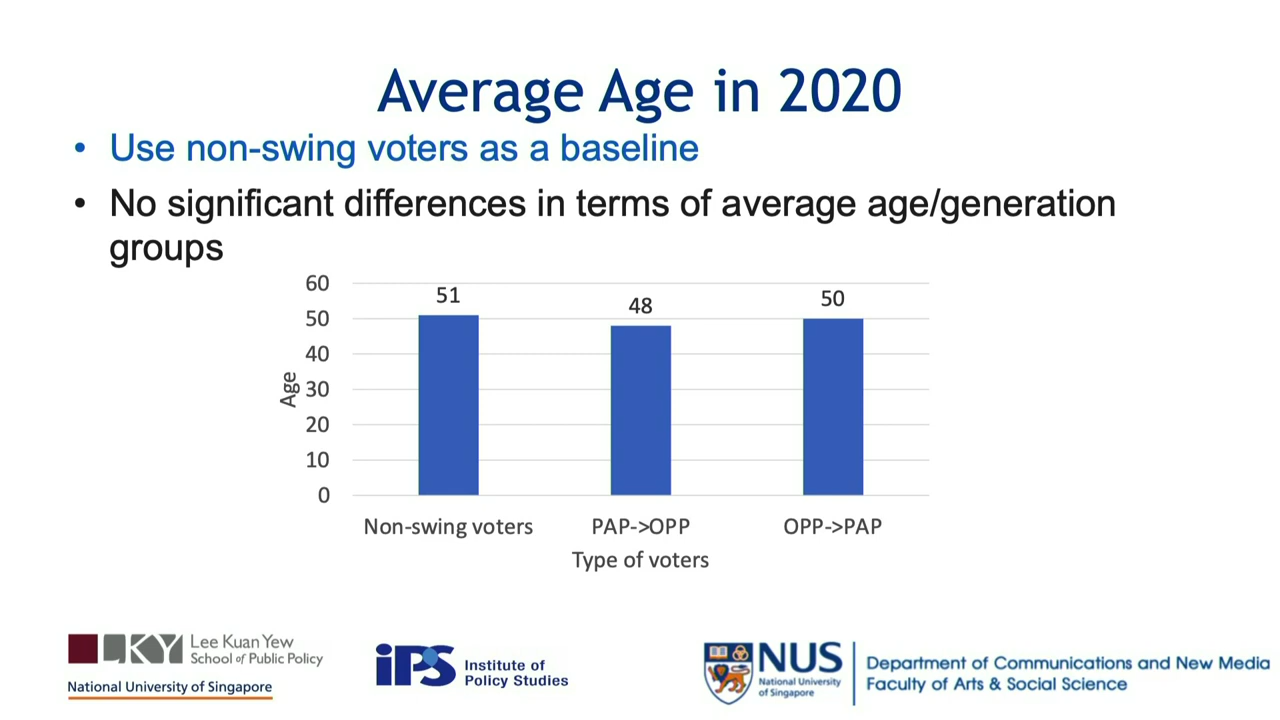 Average Age in 2020
• Use non-swing voters as a baseline
• No significant differences in terms of average age/generation
groups
60
50
40
30
20
10
0
Age
51
48
50
Non-swing voters
PAP->OPP
OPP->PAP
Type of voters
LKY
Lee Kuan Yew
School of Public Policy
National University of Singapore
iPS
Institute of
Policy Studies
NUS
National University
of Singapore
Department of Communications and New Media
Faculty of Arts & Social Science